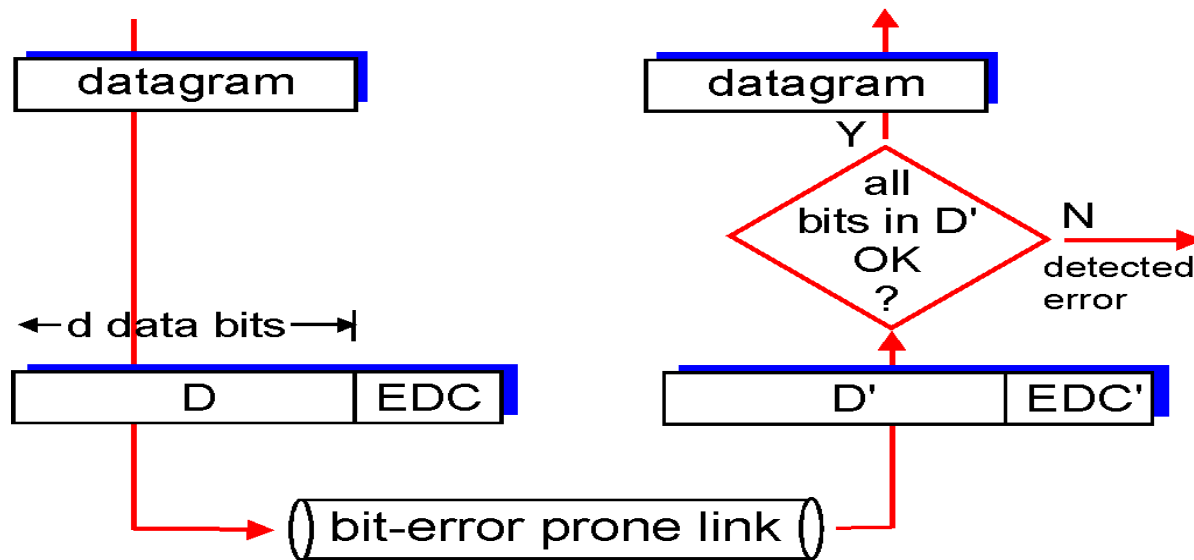 datagram
d data bits
D
EDC
bit-error prone link
D'
EDC'
all
bits in D'
OK
?
Y
N
detected
error
datagram